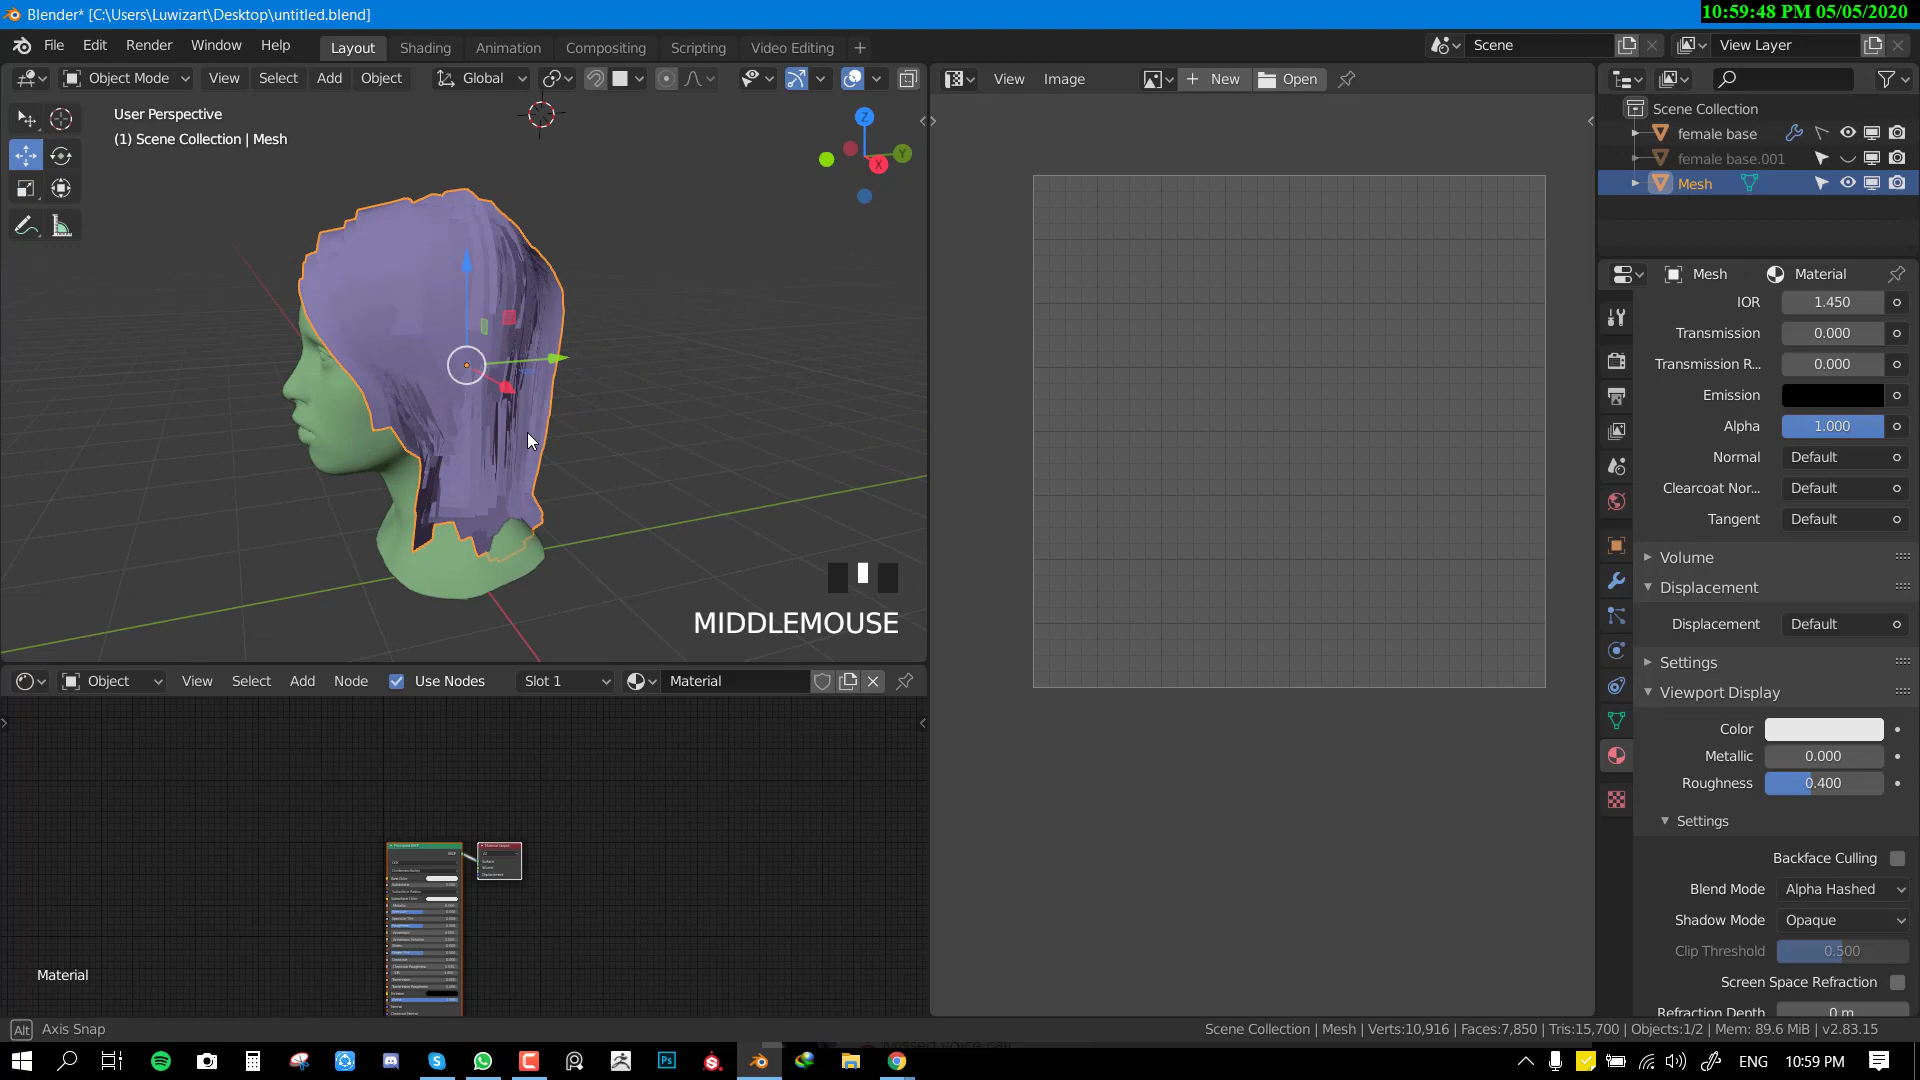 Blender* [C:\Users\Luwizart\Desktop\untitled.blend]
10:59:48 PM 05/05/2020
File Edit Render Window Help
Layout Shading Animation Compositing Scripting Video Editing +
Scene
View Layer
Object Mode View Select Add Object Global
View Image New Open
User Perspective
(1) Scene Collection | Mesh
Z
Y
X
MIDDLEMOUSE
Scene Collection
female base
female base.001
Mesh
Mesh Material
IOR 1.450
Transmission 0.000
Transmission R... 0.000
Emission
Alpha 1.000
Normal Default
Clearcoat Nor... Default
Tangent Default
Volume
Displacement
Displacement Default
Settings
Viewport Display
Color
Metallic 0.000
Roughness 0.400
Settings
Backface Culling
Blend Mode Alpha Hashed
Shadow Mode Opaque
Clip Threshold 0.500
Screen Space Refraction
Refraction Depth 0 m
Object View Select Add Node Use Nodes Slot 1 Material
Material
Alt Axis Snap
Scene Collection | Mesh | Verts:10,916 | Faces:7,850 | Tris:15,700 | Objects:1/2 | Mem: 89.6 MiB | v2.83.15
Missed voice call
ENG 10:59 PM